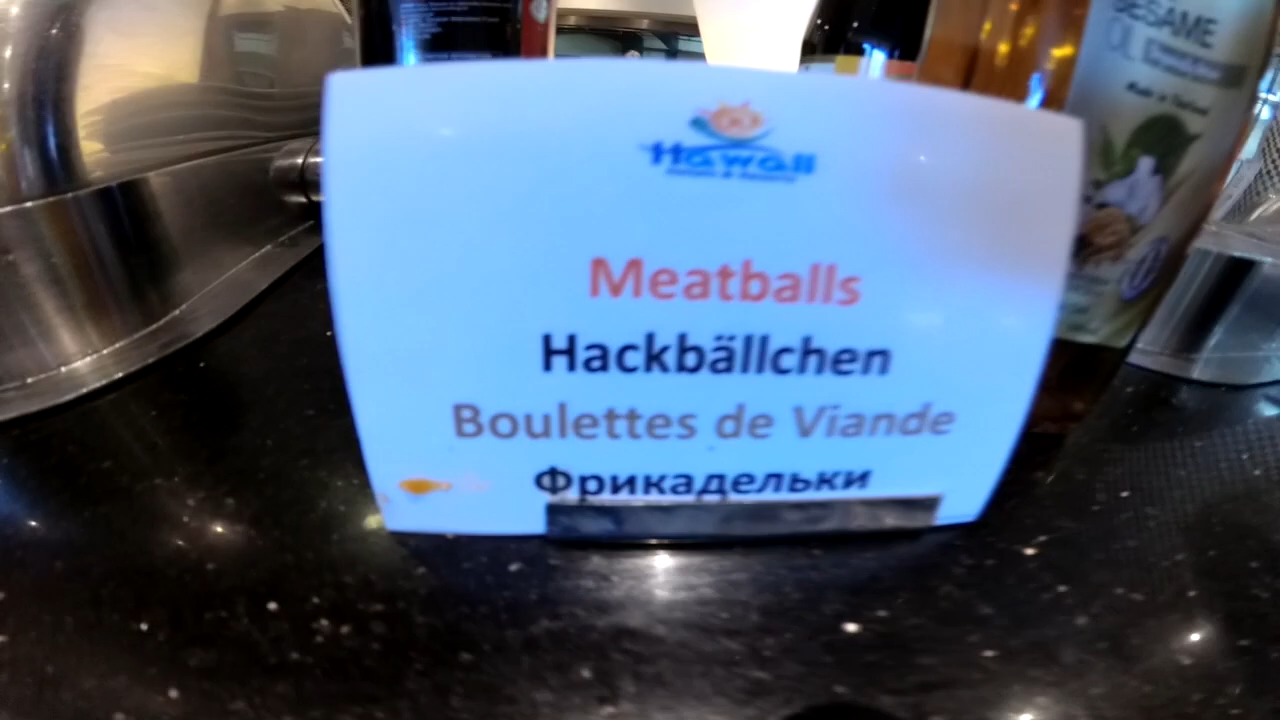 Hawaii
Meatballs
Hackbällchen
Boulettes de Viande
Фрикадельки
SESAME
OIL